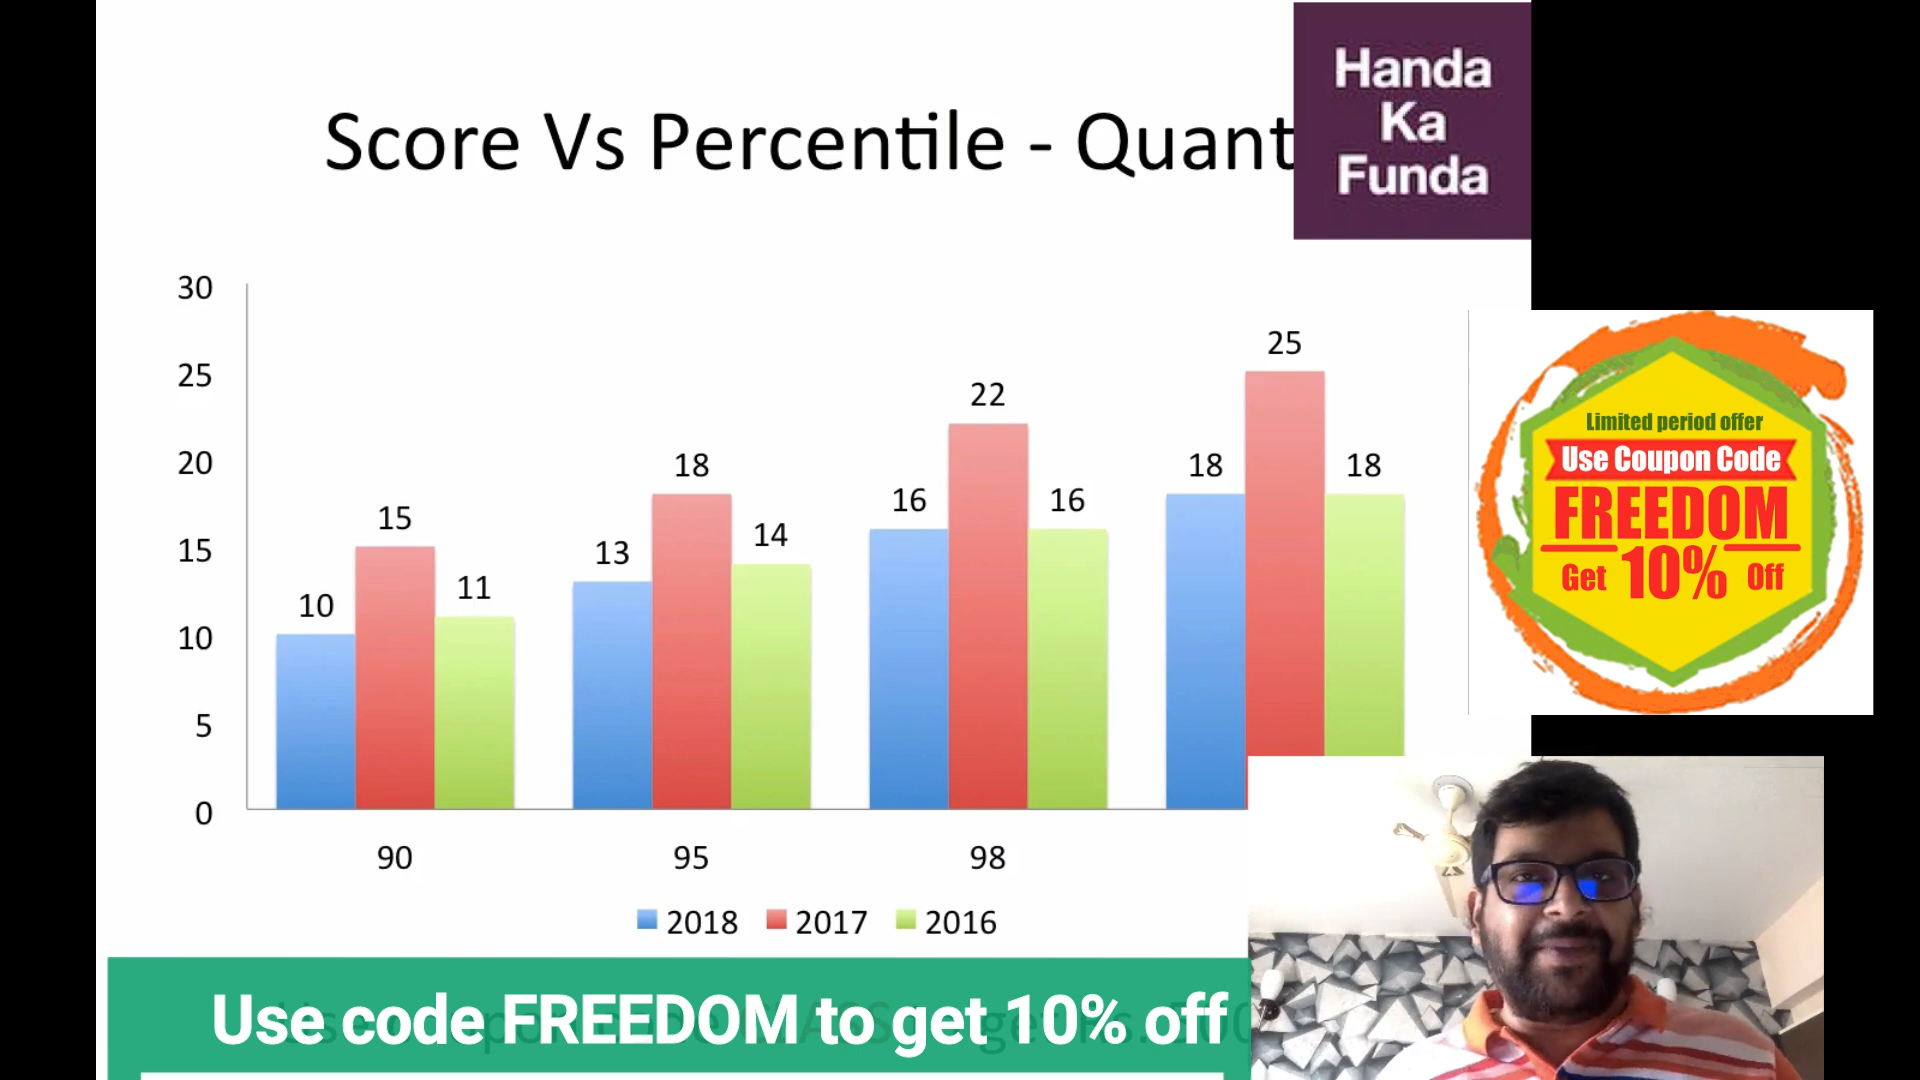 Handa
Ka
Funda
Score Vs Percentile - Quant
30
25
20
15
10
5
0
10
15
11
13
18
14
16
22
16
18
25
18
90
95
98
2018
2017
2016
Limited period offer
Use Coupon Code
FREEDOM
Get 10% Off
Use code FREEDOM to get 10% off